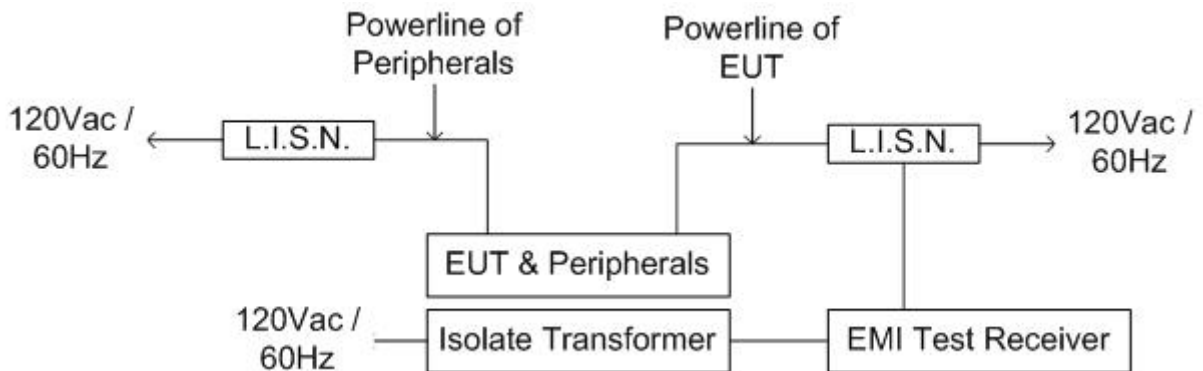 Powerline of
Peripherals
Powerline of
EUT
120Vac /
60Hz
L.I.S.N.
L.I.S.N.
120Vac /
60Hz
EUT & Peripherals
120Vac /
60Hz
Isolate Transformer
EMI Test Receiver